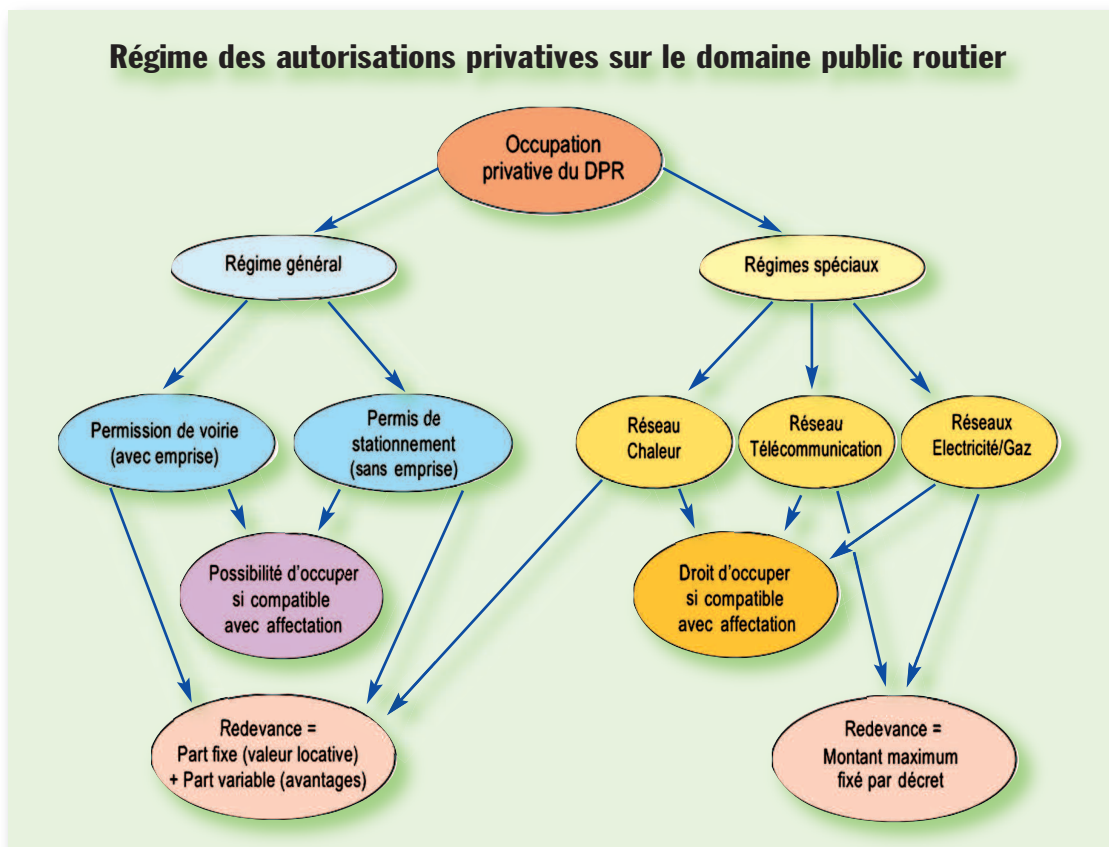 Régime des autorisations privatives sur le domaine public routier
Occupation
privative du DPR
Régime général
Régimes spéciaux
Permission de voirie
(avec emprise)
Permis de
stationnement
(sans emprise)
Réseau
Chaleur
Réseau
Télécommunication
Réseaux
Electricité/Gaz
Possibilité d'occuper
si compatible
avec affectation
Droit d'occuper
si compatible
avec affectation
Redevance =
Part fixe (valeur locative)
+ Part variable (avantages)
Redevance =
Montant maximum
fixé par décret